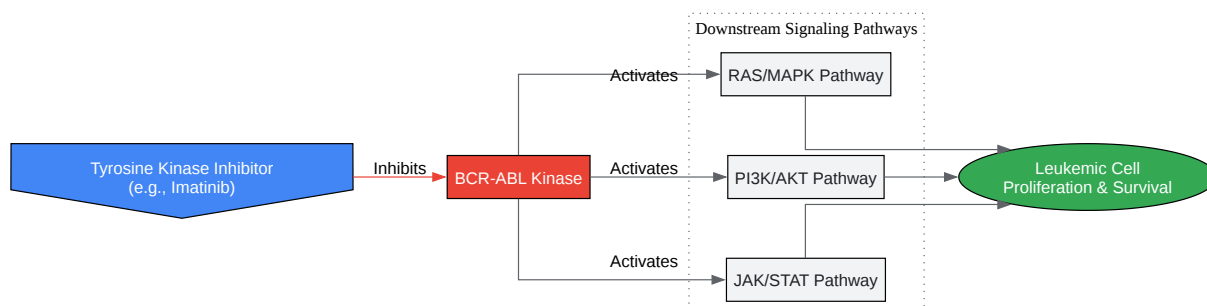 Downstream Signaling Pathways
Activates
RAS/MAPK Pathway
Tyrosine Kinase Inhibitor
(e.g., Imatinib)
Inhibits
BCR-ABL Kinase
Activates
PI3K/AKT Pathway
Leukemic Cell
Proliferation & Survival
Activates
JAK/STAT Pathway